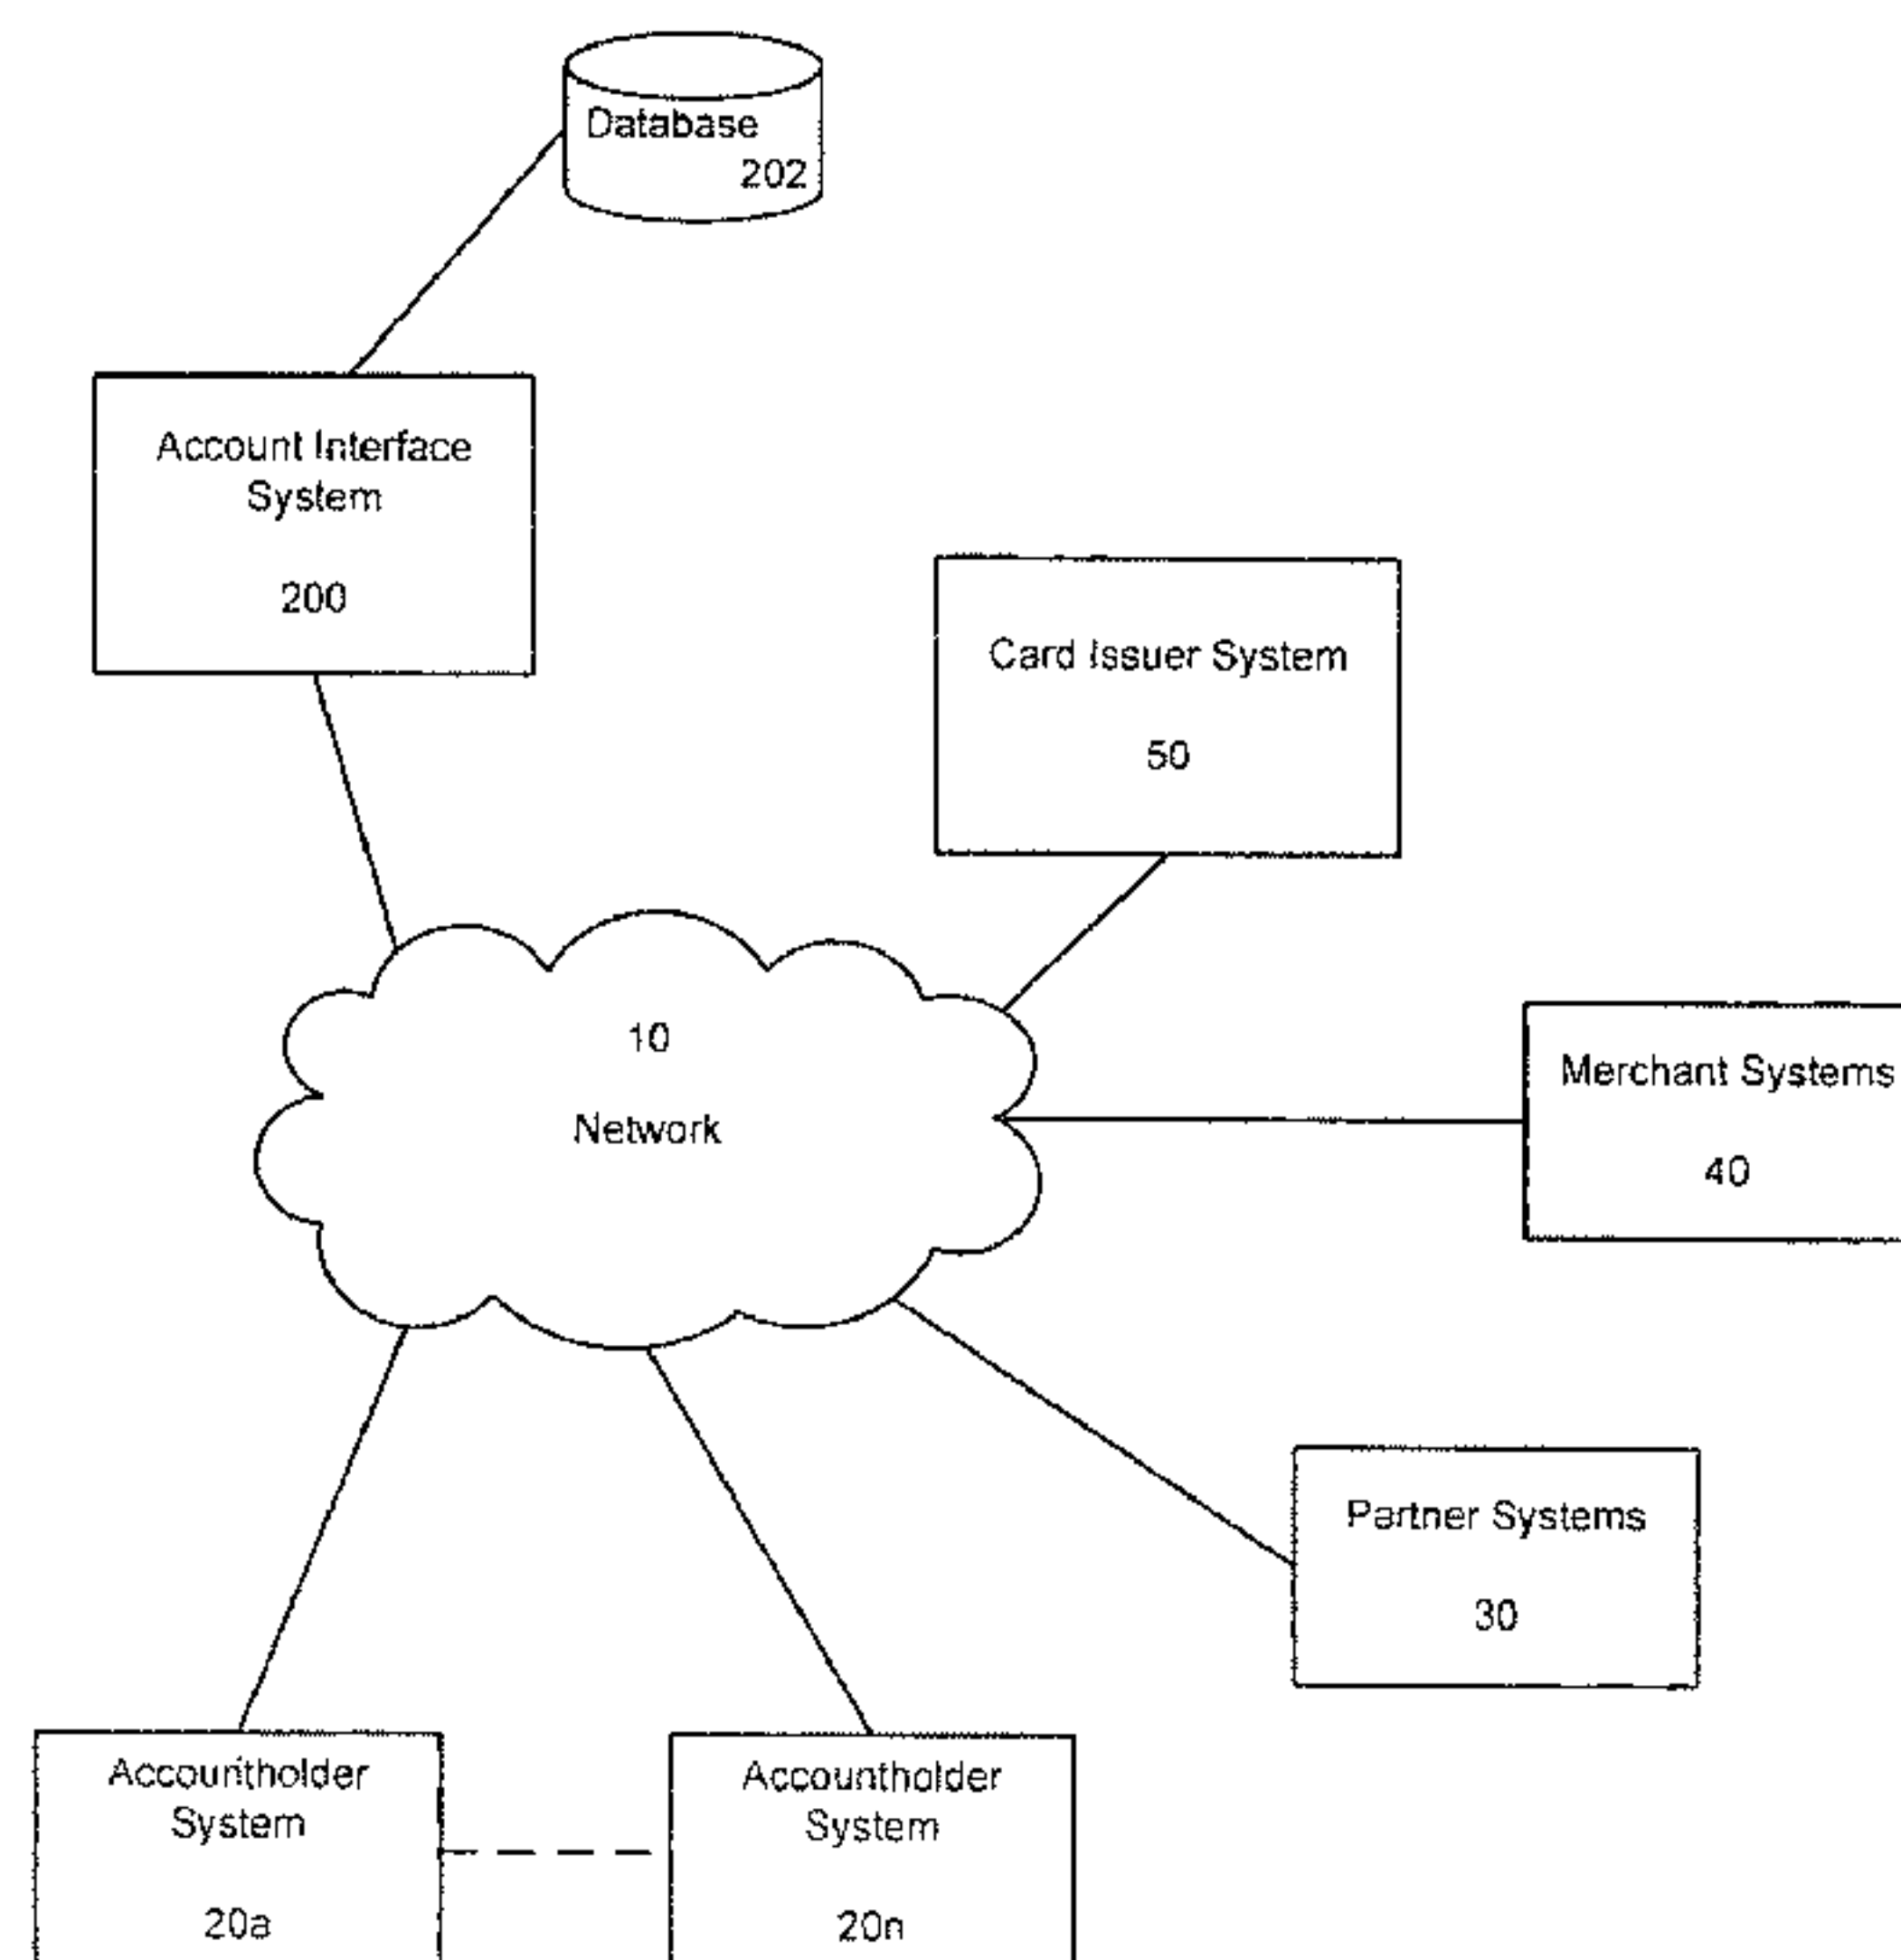 Database
202
Account Interface
System
200
Card Issuer System
50
10
Network
Merchant Systems
40
Partner Systems
30
Accountholder
System
20a
Accountholder
System
20n